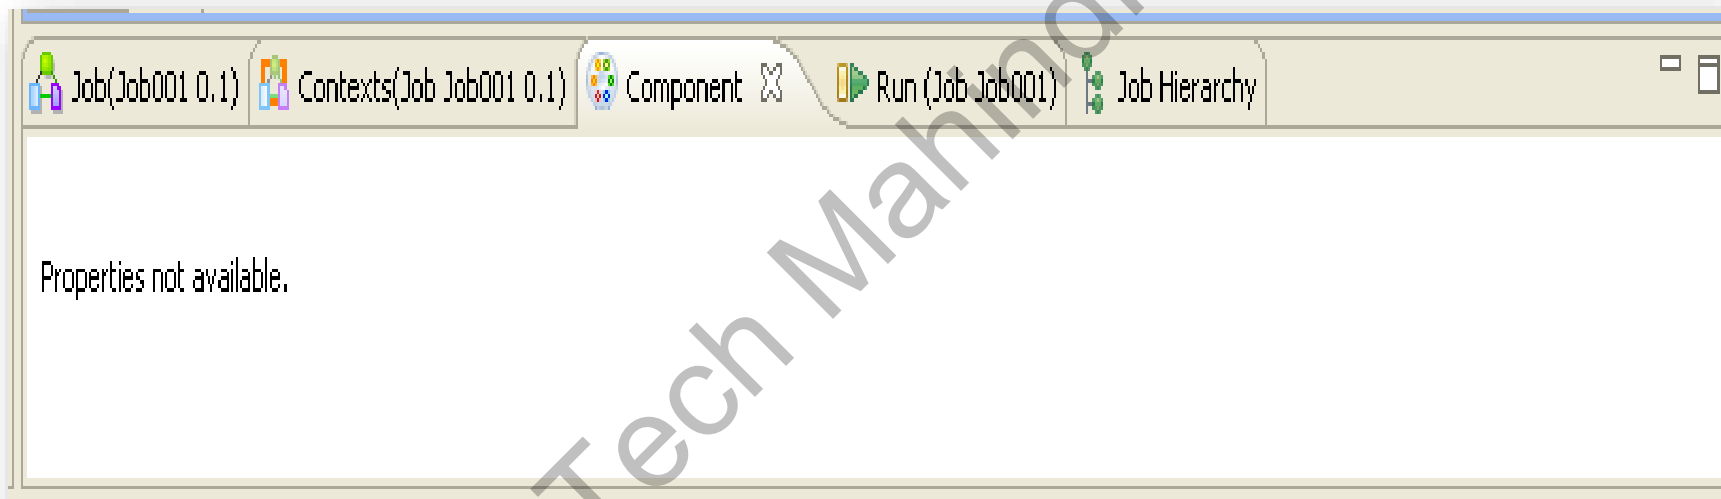 Job(Job001 0.1) Contexts(Job Job001 0.1) Component Run (Job Job001) Job Hierarchy
Properties not available.
Tech Mahind